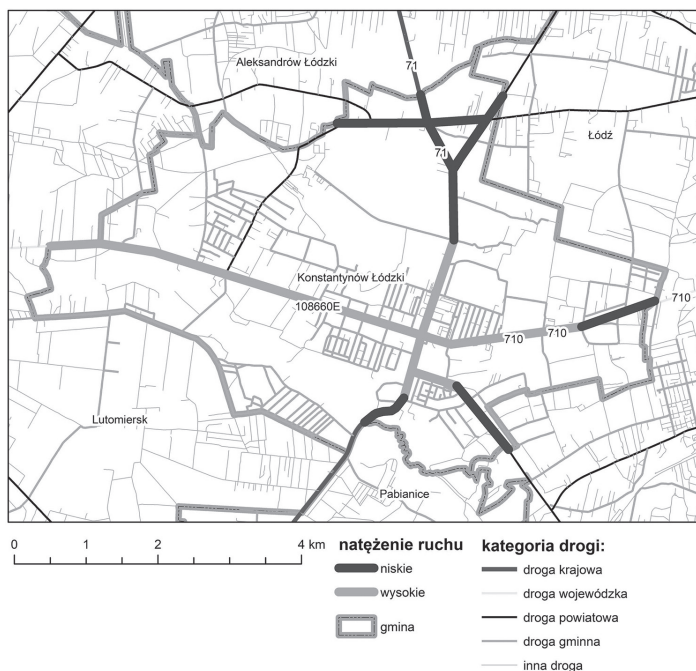 71
Aleksandrów Łódzki
Łódź
71
Konstantynów Łódzki
710
108660E
710
710
Lutomiersk
Pabianice
0 1 2 4 km
natężenie ruchu
niskie
wysokie
gmina
kategoria drogi:
droga krajowa
droga wojewódzka
droga powiatowa
droga gminna
inna droga